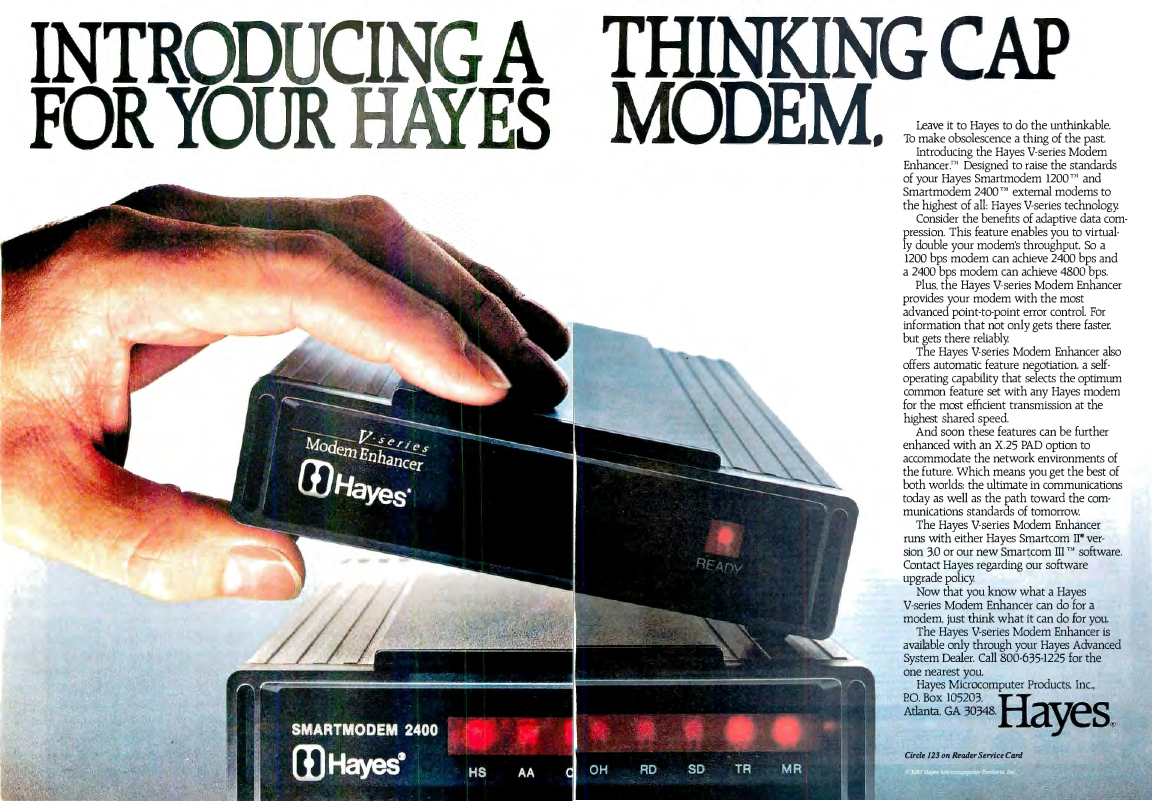 INTRODUCING A THINKING CAP
FOR YOUR HAYES MODEM.
Leave it to Hayes to do the unthinkable.
To make obsolescence a thing of the past.
Introducing the Hayes V-series Modem
Enhancer.™ Designed to raise the standards
of your Hayes Smartmodem 1200™ and
Smartmodem 2400™ external modems to
the highest of all: Hayes V-series technology.
Consider the benefits of adaptive data com-
pression. This feature enables you to virtual-
ly double your modem's throughput. So a
1200 bps modem can achieve 2400 bps and
a 2400 bps modem can achieve 4800 bps.
Plus, the Hayes V-series Modem Enhancer
provides your modem with the most
advanced point-to-point error control. For
information that not only gets there faster,
but gets there reliably.
The Hayes V-series Modem Enhancer also
offers automatic feature negotiation, a self-
operating capability that selects the optimum
common feature set with any Hayes modem
for the most efficient transmission at the
highest shared speed.
And soon these features can be further
enhanced with an X.25 PAD option to
accommodate the network environments of
the future. Which means you get the best of
both worlds: the ultimate in communications
today as well as the path toward the com-
munications standards of tomorrow.
The Hayes V-series Modem Enhancer
runs with either Hayes Smartcom II® ver-
sion 3.0 or our new Smartcom III™ software.
Contact Hayes regarding our software
upgrade policy.
Now that you know what a Hayes
V-series Modem Enhancer can do for a
modem, just think what it can do for you.
The Hayes V-series Modem Enhancer is
available only through your Hayes Advanced
System Dealer. Call 800-635-1225 for the
one nearest you.
Hayes Microcomputer Products, Inc.,
P.O. Box 105203,
Atlanta, GA 30348.
Hayes®
Circle 123 on Reader Service Card
© 1987 Hayes Microcomputer Products, Inc.
V-series
Modem Enhancer
Hayes®
READY
SMARTMODEM 2400
Hayes®
HS AA OH RD SD TR MR